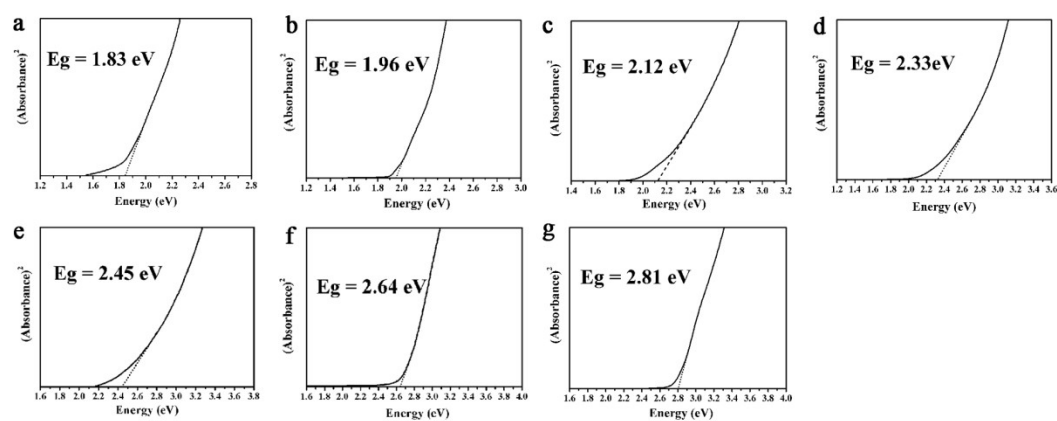 a
Eg = 1.83 eV
(Absorbance)²
1.2 1.4 1.6 1.8 2.0 2.2 2.4 2.6 2.8
Energy (eV)
b
Eg = 1.96 eV
(Absorbance)²
1.2 1.4 1.6 1.8 2.0 2.2 2.4 2.6 2.8 3.0
Energy (eV)
c
Eg = 2.12 eV
(Absorbance)²
1.4 1.6 1.8 2.0 2.2 2.4 2.6 2.8 3.0 3.2
Energy (eV)
d
Eg = 2.33eV
(Absorbance)²
1.2 1.4 1.6 1.8 2.0 2.2 2.4 2.6 2.8 3.0 3.2 3.4 3.6
Energy (eV)
e
Eg = 2.45 eV
(Absorbance)²
1.6 1.8 2.0 2.2 2.4 2.6 2.8 3.0 3.2 3.4 3.6 3.8
Energy (eV)
f
Eg = 2.64 eV
(Absorbance)²
1.6 1.8 2.0 2.2 2.4 2.6 2.8 3.0 3.2 3.4 3.6 3.8 4.0
Energy (eV)
g
Eg = 2.81 eV
(Absorbance)²
1.6 1.8 2.0 2.2 2.4 2.6 2.8 3.0 3.2 3.4 3.6 3.8 4.0
Energy (eV)